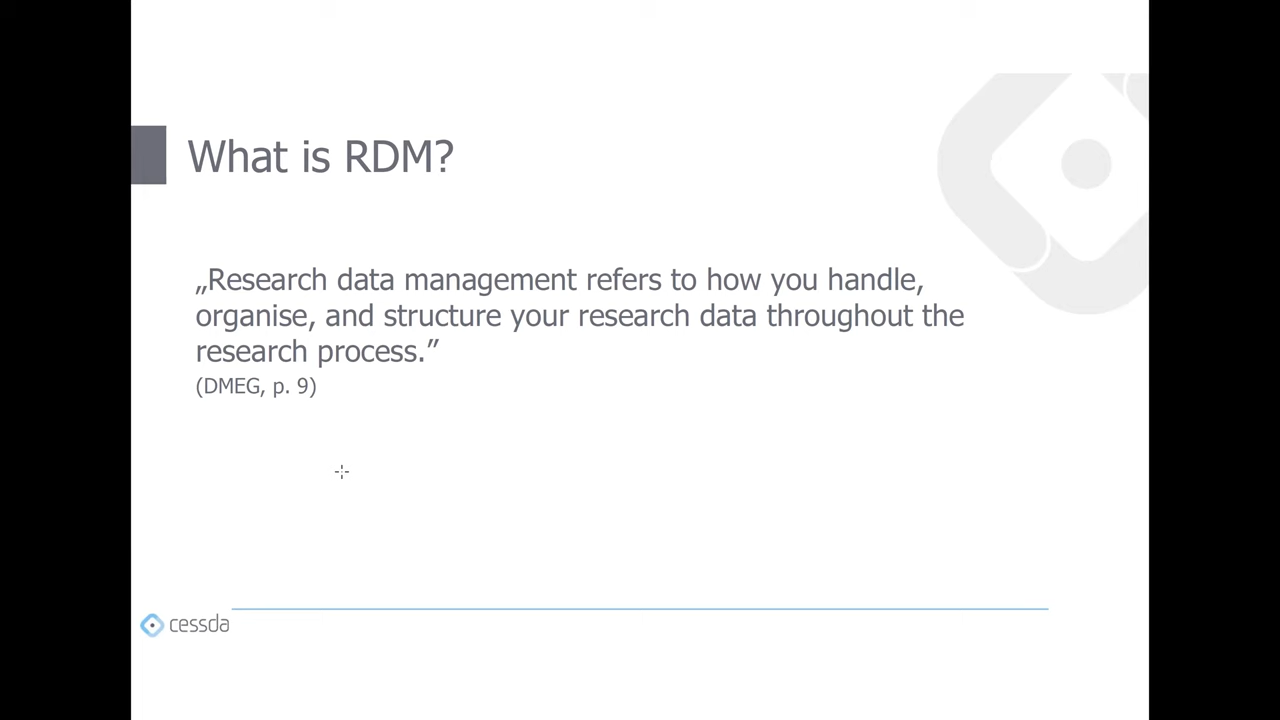 What is RDM?
„Research data management refers to how you handle,
organise, and structure your research data throughout the
research process.”
(DMEG, p. 9)
cessda